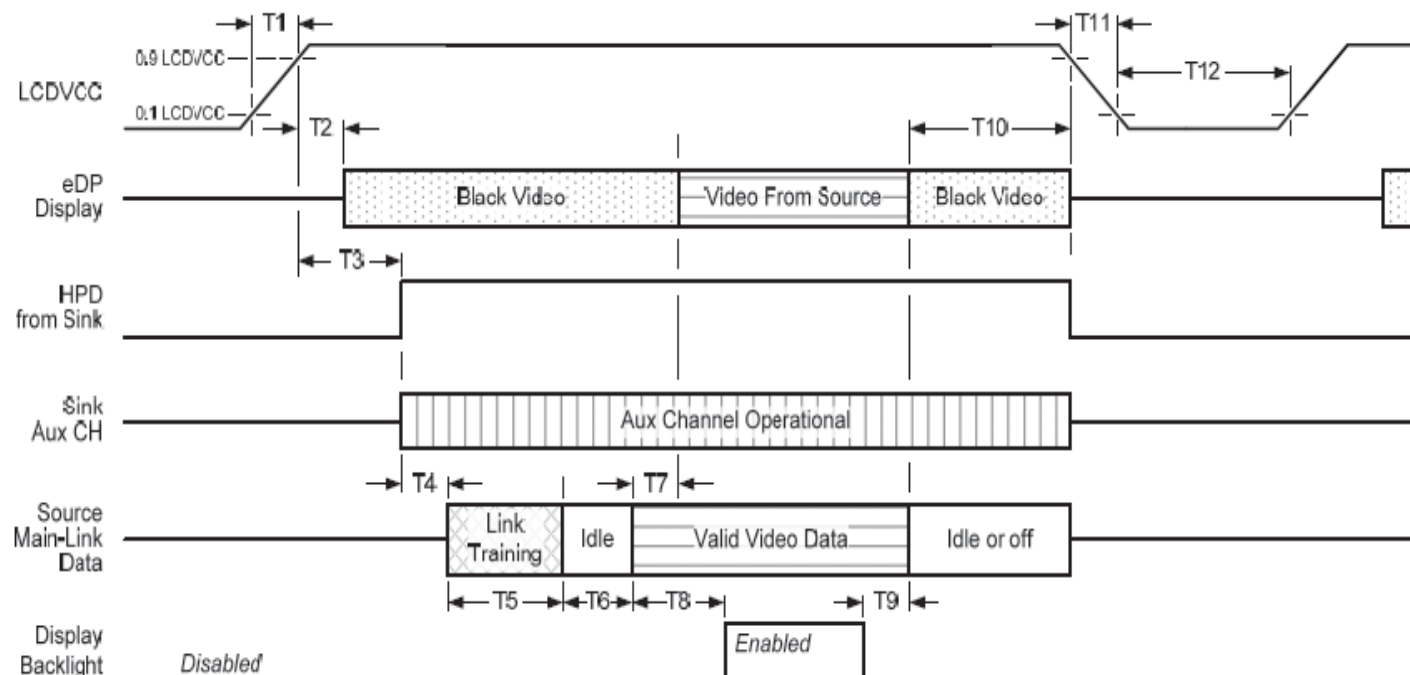 T1
T11
0.9 LCDVCC
T12
LCDVCC
0.1 LCDVCC
T2
T10
eDP
Display
Black Video
Video From Source
Black Video
T3
HPD
from Sink
Sink
Aux CH
Aux Channel Operational
T4
T7
Source
Main-Link
Data
Link
Training
Idle
Valid Video Data
Idle or off
T5
T6
T8
T9
Display
Backlight
Disabled
Enabled